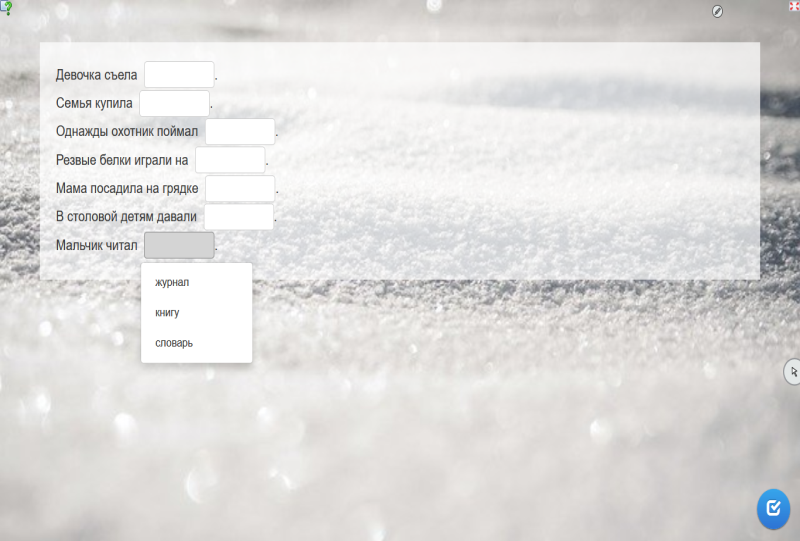 Девочка съела .
Семья купила .
Однажды охотник поймал .
Резвые белки играли на .
Мама посадила на грядке .
В столовой детям давали .
Мальчик читал .
журнал
книгу
словарь